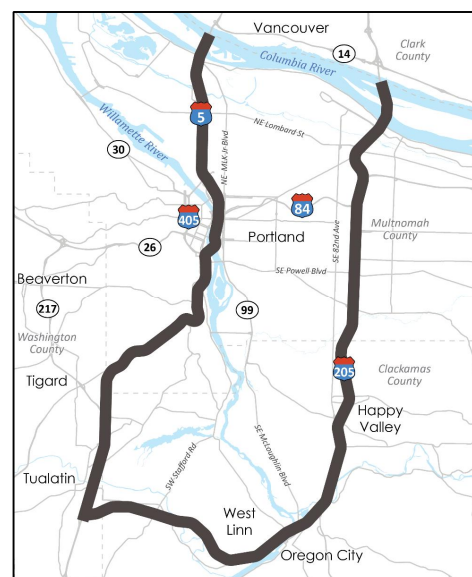 Vancouver
14
Clark
County
Columbia River
5
NE Lombard St
Willamette River
NE-MLK Jr Blvd
30
405
84
SE 82nd Ave
Multnomah
County
26
Portland
SE Powell Blvd
Beaverton
217
99
Washington
County
205
Clackamas
County
Tigard
Happy
Valley
SW-Stafford Rd
SE-McLoughlin Blvd
Tualatin
West
Linn
Oregon City